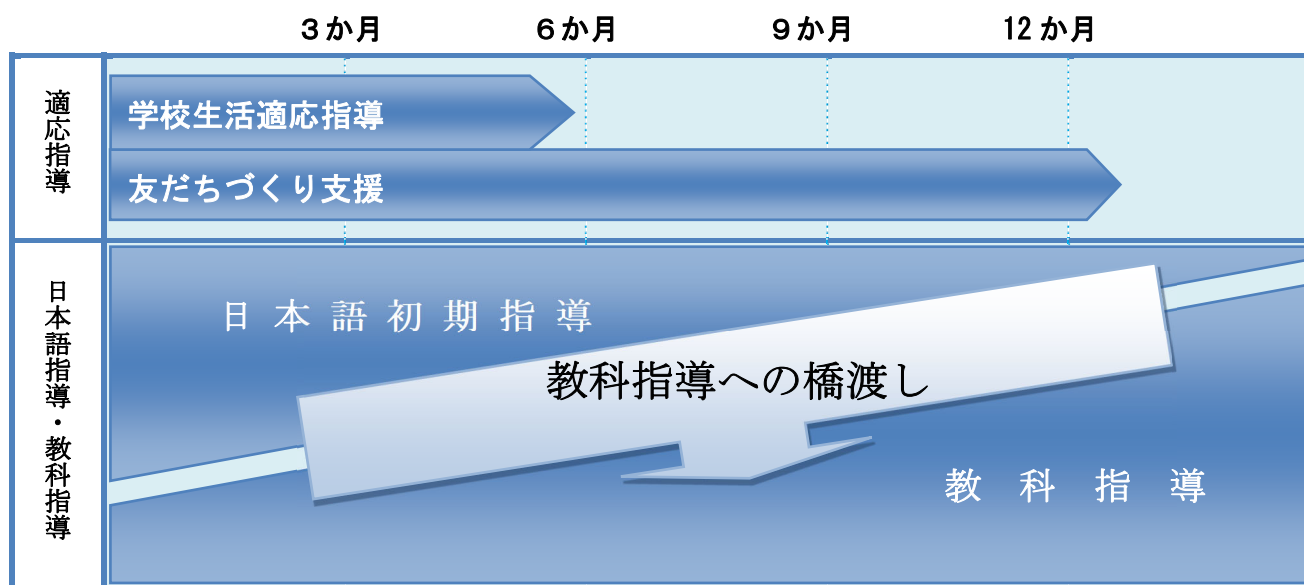 3か月 6か月 9か月 12か月
適応指導
学校生活適応指導
友だちづくり支援
日本語指導・教科指導
日本語初期指導
教科指導への橋渡し
教科指導